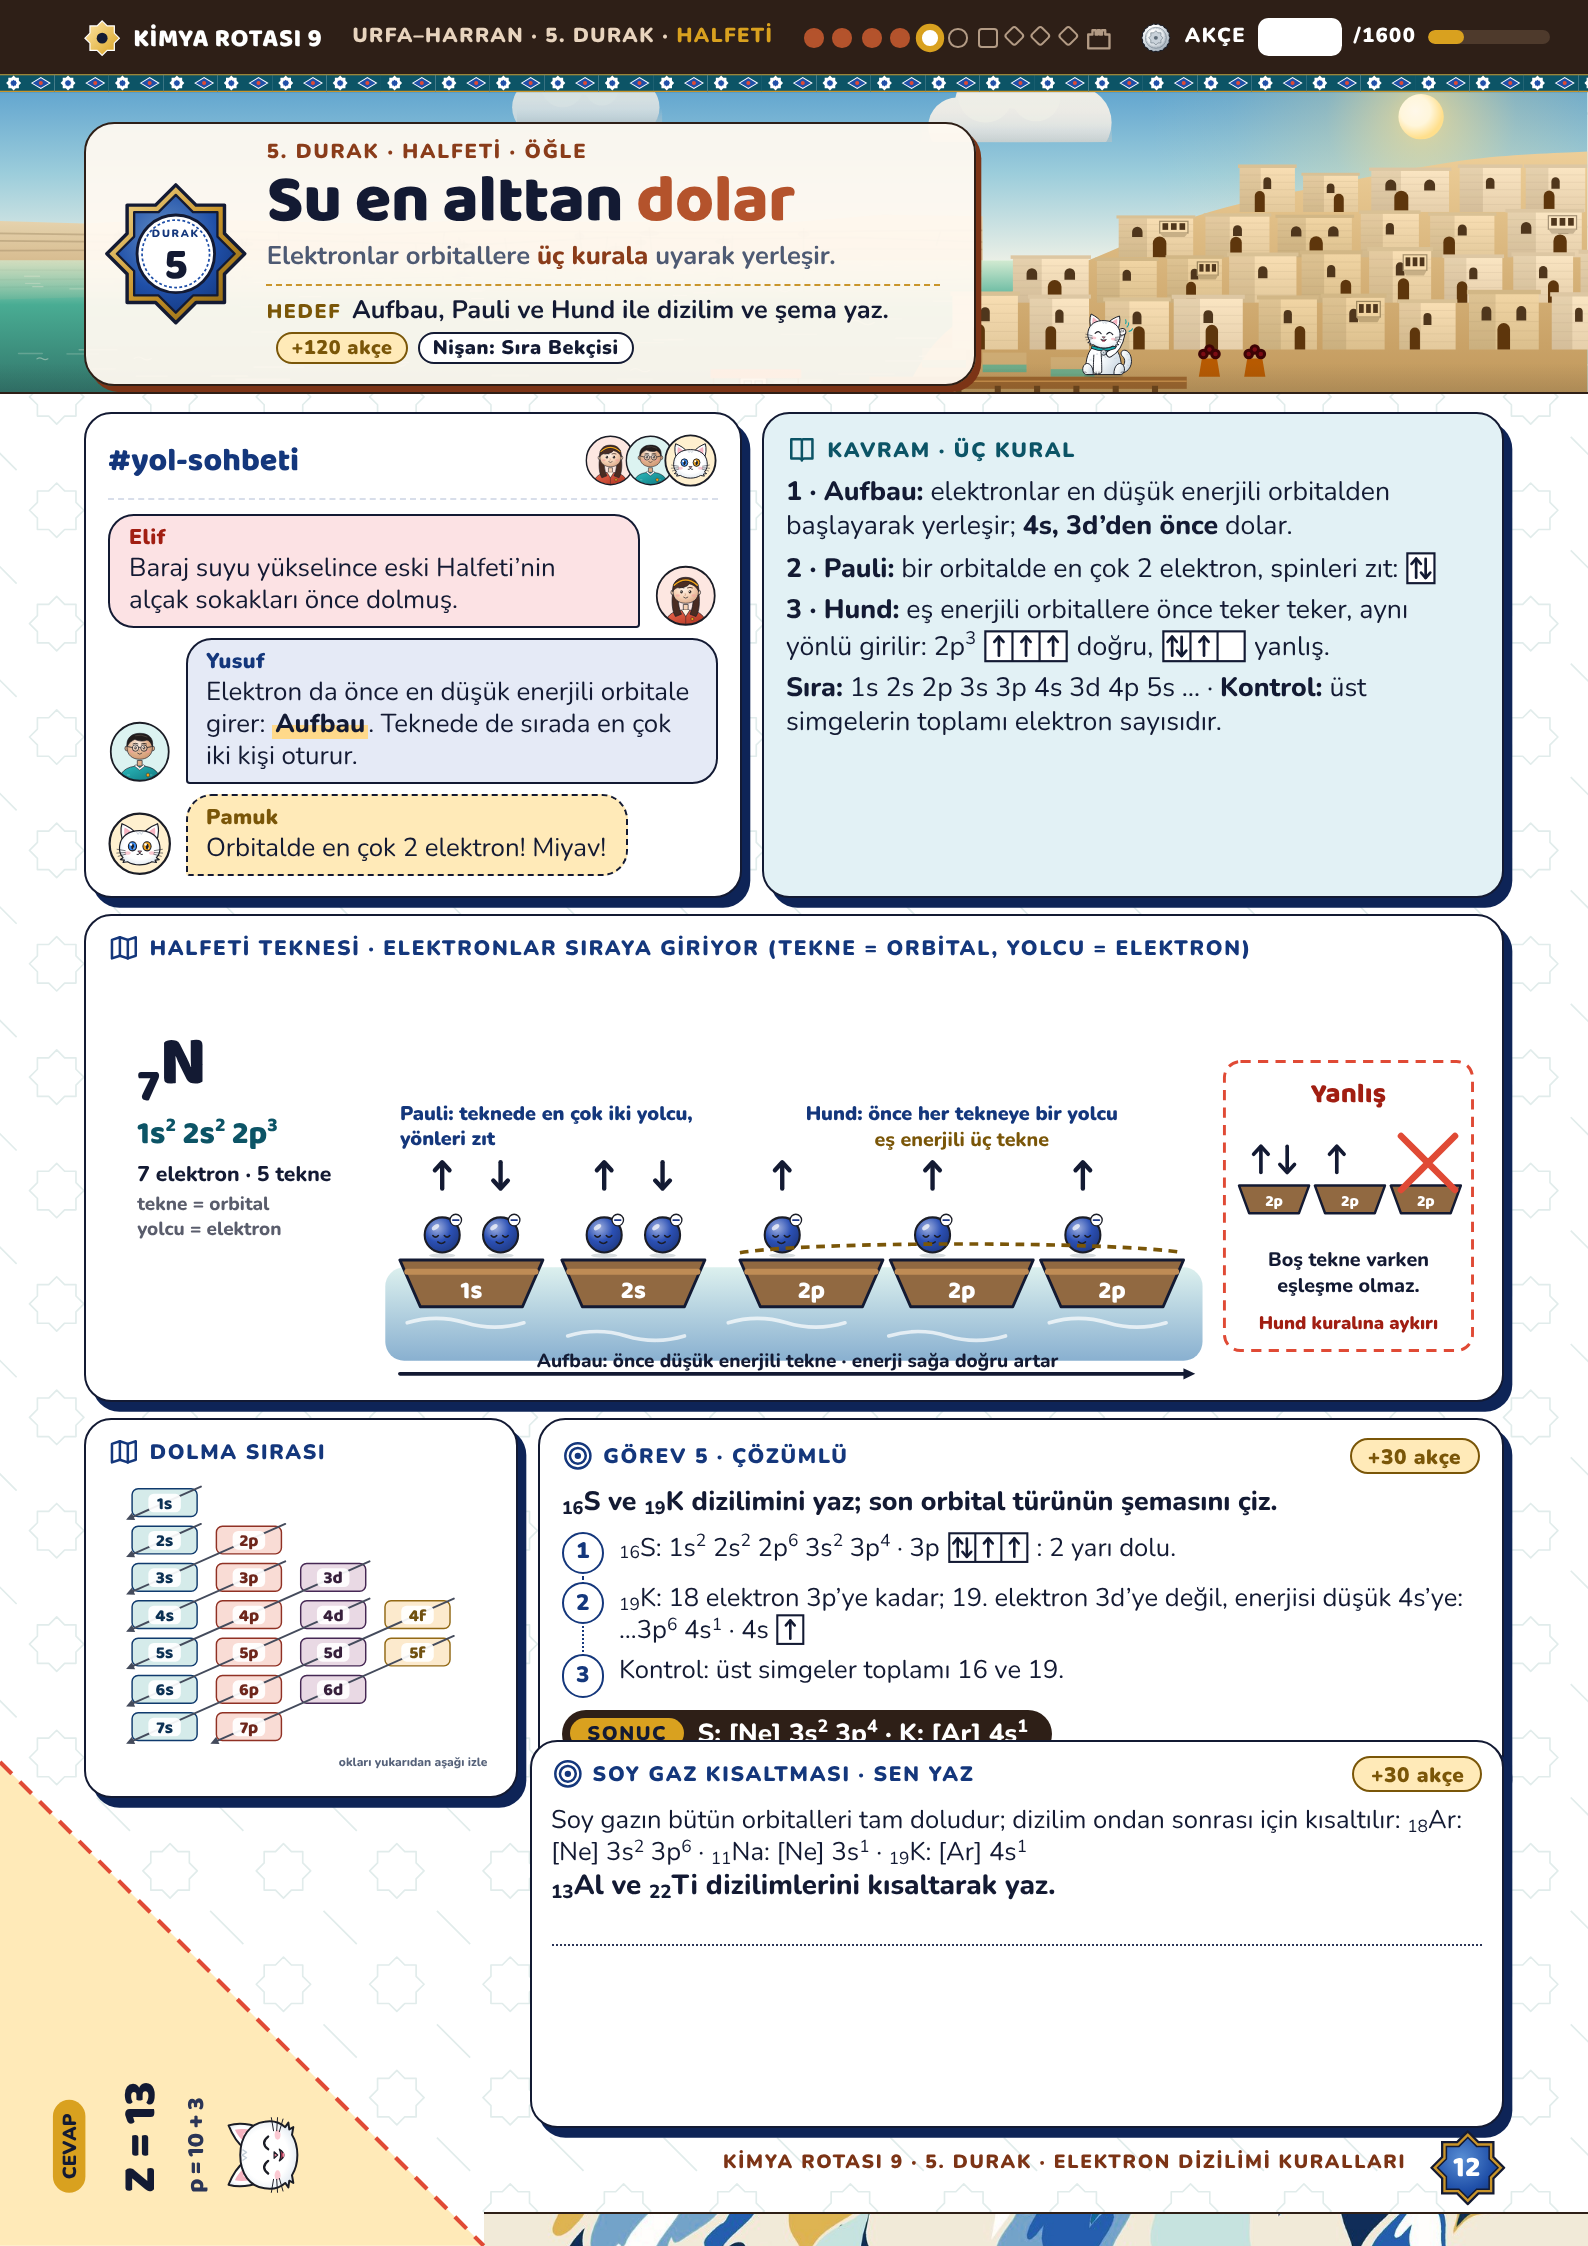 KİMYA ROTASI 9
URFA–HARRAN · 5. DURAK · HALFETİ
AKÇE /1600
5. DURAK · HALFETİ · ÖĞLE
DURAK
5
Su en alttan dolar
Elektronlar orbitallere üç kurala uyarak yerleşir.
HEDEF Aufbau, Pauli ve Hund ile dizilim ve şema yaz.
+120 akçe
Nişan: Sıra Bekçisi
#yol-sohbeti
Elif
Baraj suyu yükselince eski Halfeti’nin
alçak sokakları önce dolmuş.
Yusuf
Elektron da önce en düşük enerjili orbitale
girer: Aufbau. Teknede de sırada en çok
iki kişi oturur.
Pamuk
Orbitalde en çok 2 elektron! Miyav!
KAVRAM · ÜÇ KURAL
1 · Aufbau: elektronlar en düşük enerjili orbitalden
başlayarak yerleşir; 4s, 3d’den önce dolar.
2 · Pauli: bir orbitalde en çok 2 elektron, spinleri zıt: ↑↓
3 · Hund: eş enerjili orbitallere önce teker teker, aynı
yönlü girilir: 2p³ ↑ ↑ ↑ doğru, ↑↓ ↑ yanlış.
Sıra: 1s 2s 2p 3s 3p 4s 3d 4p 5s ... · Kontrol: üst
simgelerin toplamı elektron sayısıdır.
HALFETİ TEKNESİ · ELEKTRONLAR SIRAYA GİRİYOR (TEKNE = ORBİTAL, YOLCU = ELEKTRON)
₇N
1s² 2s² 2p³
7 elektron · 5 tekne
tekne = orbital
yolcu = elektron
Pauli: teknede en çok iki yolcu,
yönleri zıt
Hund: önce her tekneye bir yolcu
eş enerjili üç tekne
↑ ↓ ↑ ↓ ↑ ↑ ↑
1s 2s 2p 2p 2p
Aufbau: önce düşük enerjili tekne · enerji sağa doğru artar
Yanlış
↑↓ ↑
2p 2p 2p
Boş tekne varken
eşleşme olmaz.
Hund kuralına aykırı
DOLMA SIRASI
1s
2s 2p
3s 3p 3d
4s 4p 4d 4f
5s 5p 5d 5f
6s 6p 6d
7s 7p
okları yukarıdan aşağı izle
GÖREV 5 · ÇÖZÜMLÜ
+30 akçe
₁₆S ve ₁₉K dizilimini yaz; son orbital türünün şemasını çiz.
1 ₁₆S: 1s² 2s² 2p⁶ 3s² 3p⁴ · 3p ↑↓ ↑ ↑ : 2 yarı dolu.
2 ₁₉K: 18 elektron 3p’ye kadar; 19. elektron 3d’ye değil, enerjisi düşük 4s’ye:
...3p⁶ 4s¹ · 4s ↑
3 Kontrol: üst simgeler toplamı 16 ve 19.
SONUÇ S: [Ne] 3s² 3p⁴ · K: [Ar] 4s¹
SOY GAZ KISALTMASI · SEN YAZ
+30 akçe
Soy gazın bütün orbitalleri tam doludur; dizilim ondan sonrası için kısaltılır: ₁₈Ar:
[Ne] 3s² 3p⁶ · ₁₁Na: [Ne] 3s¹ · ₁₉K: [Ar] 4s¹
₁₃Al ve ₂₂Ti dizilimlerini kısaltarak yaz.
CEVAP
Z = 13
p = 10 + 3
KİMYA ROTASI 9 · 5. DURAK · ELEKTRON DİZİLİMİ KURALLARI
12